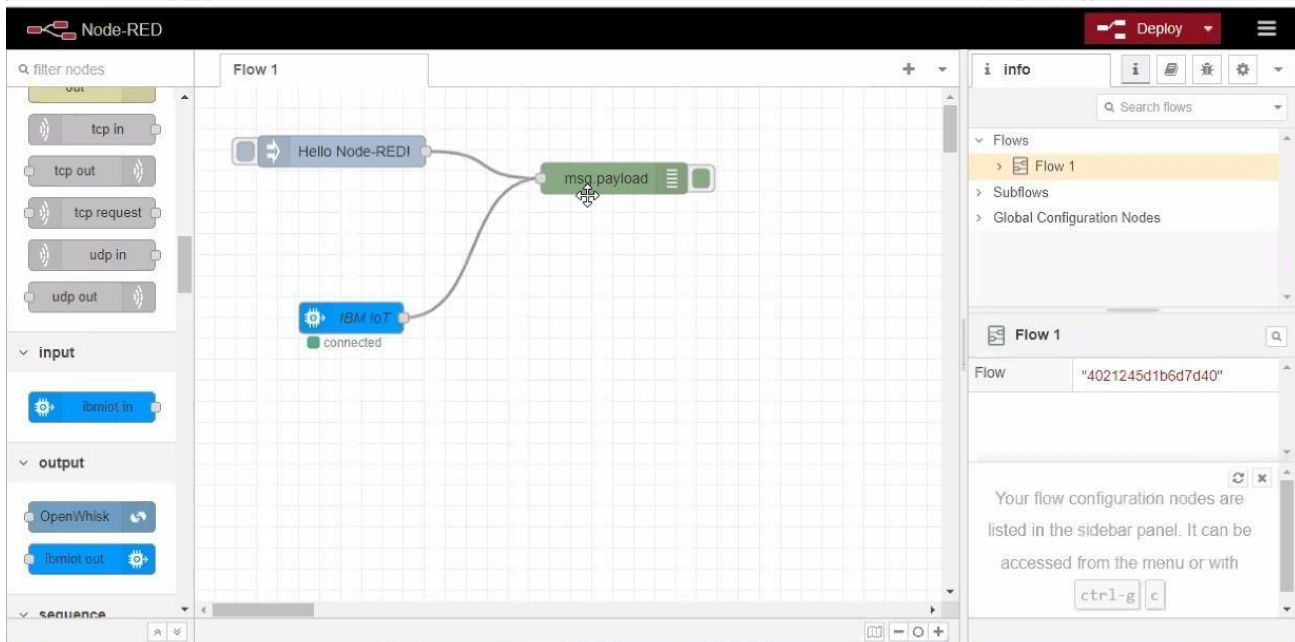 Node-RED
Deploy
filter nodes
out
tcp in
tcp out
tcp request
udp in
udp out
input
ibmiot in
output
OpenWhisk
ibmiot out
sequence
Flow 1
Hello Node-RED!
msg.payload
IBM IoT
connected
i info
i
Search flows
Flows
Flow 1
Subflows
Global Configuration Nodes
Flow 1
Flow "4021245d1b6d7d40"
Your flow configuration nodes are
listed in the sidebar panel. It can be
accessed from the menu or with
ctrl-g c